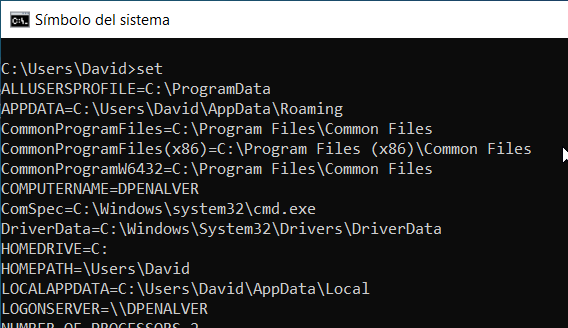 Símbolo del sistema
C:\Users\David>set
ALLUSERSPROFILE=C:\ProgramData
APPDATA=C:\Users\David\AppData\Roaming
CommonProgramFiles=C:\Program Files\Common Files
CommonProgramFiles(x86)=C:\Program Files (x86)\Common Files
CommonProgramW6432=C:\Program Files\Common Files
COMPUTERNAME=DPENALVER
ComSpec=C:\Windows\system32\cmd.exe
DriverData=C:\Windows\System32\Drivers\DriverData
HOMEDRIVE=C:
HOMEPATH=\Users\David
LOCALAPPDATA=C:\Users\David\AppData\Local
LOGONSERVER=\\DPENALVER
NUMBER_OF_PROCESSORS=2